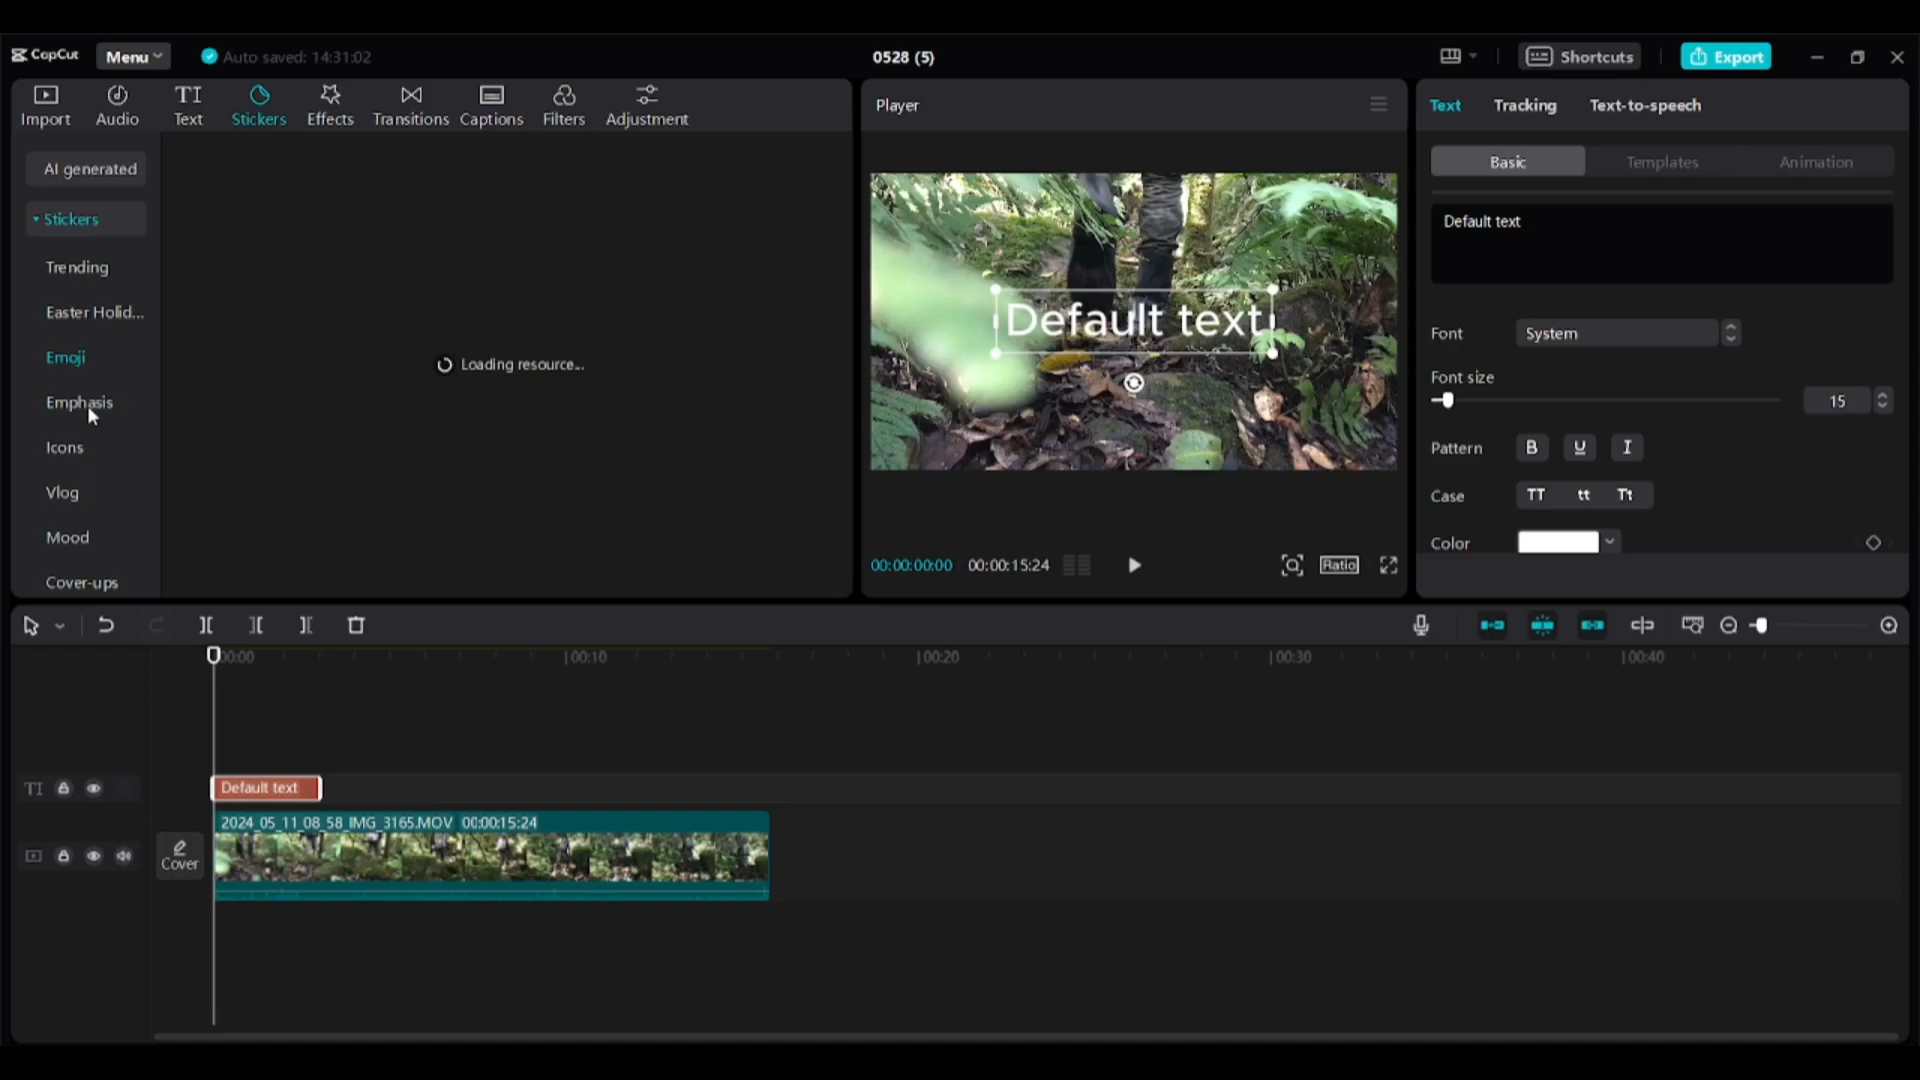 CapCut
Menu
Auto saved: 14:31:02
0528 (5)
Shortcuts
Export
Import
Audio
TI
Text
Stickers
Effects
Transitions
Captions
Filters
Adjustment
AI generated
Stickers
Trending
Easter Holid...
Emoji
Emphasis
Icons
Vlog
Mood
Cover-ups
Loading resource...
Player
Default text
00:00:00:00
00:00:15:24
Ratio
Text
Tracking
Text-to-speech
Basic
Templates
Animation
Default text
Font
System
Font size
15
Pattern
B
U
I
Case
TT
tt
Tt
Color
00:00
00:10
00:20
00:30
00:40
TI
Default text
2024_05_11_08_58_IMG_3165.MOV 00:00:15:24
Cover